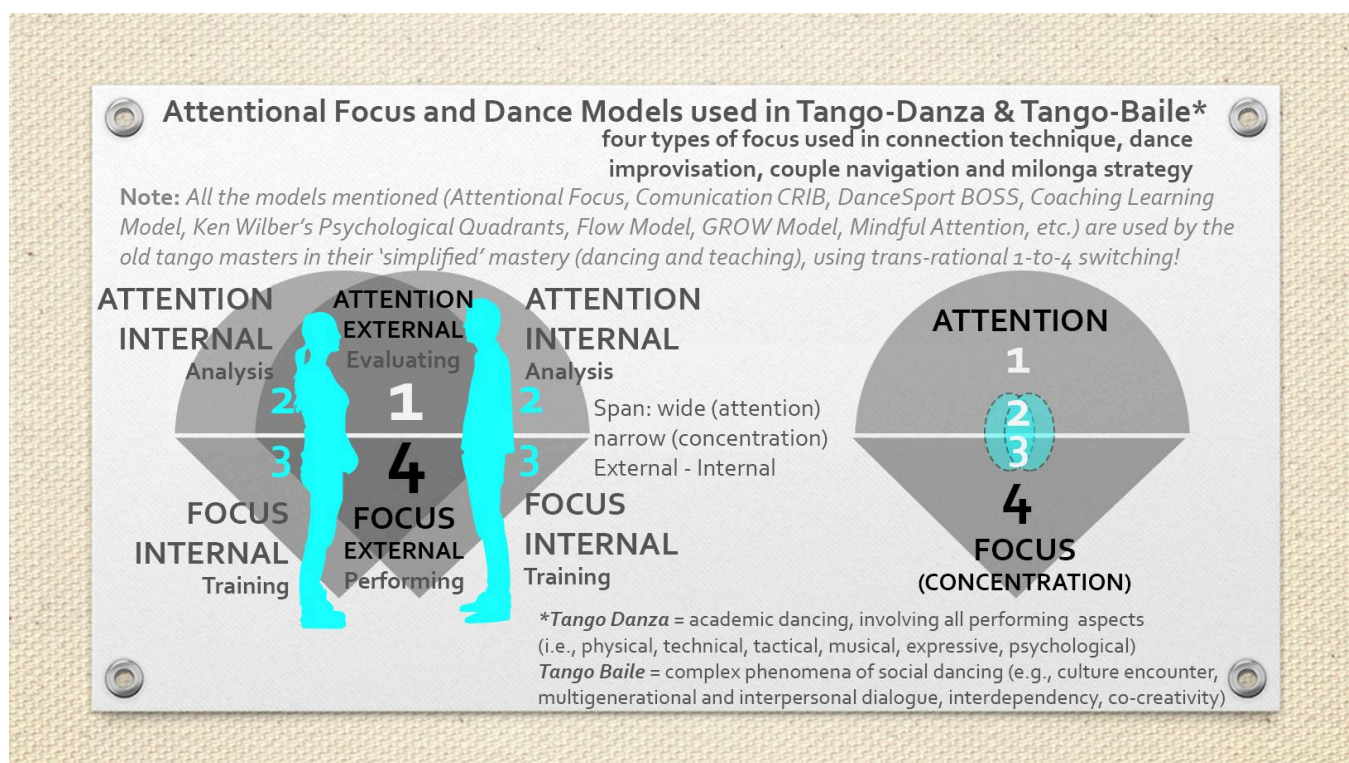 Attentional Focus and Dance Models used in Tango-Danza & Tango-Baile*
four types of focus used in connection technique, dance
improvisation, couple navigation and milonga strategy
Note: All the models mentioned (Attentional Focus, Comunication CRIB, DanceSport BOSS, Coaching Learning
Model, Ken Wilber's Psychological Quadrants, Flow Model, GROW Model, Mindful Attention, etc.) are used by the
old tango masters in their 'simplified' mastery (dancing and teaching), using trans-rational 1-to-4 switching!
ATTENTION
INTERNAL
Analysis
2
3
FOCUS
INTERNAL
Training
ATTENTION
EXTERNAL
Evaluating
1
4
FOCUS
EXTERNAL
Performing
ATTENTION
INTERNAL
Analysis
2
3
FOCUS
INTERNAL
Training
Span: wide (attention)
narrow (concentration)
External - Internal
ATTENTION
1
2
3
4
FOCUS
(CONCENTRATION)
*Tango Danza = academic dancing, involving all performing aspects
(i.e., physical, technical, tactical, musical, expressive, psychological)
Tango Baile = complex phenomena of social dancing (e.g., culture encounter,
multigenerational and interpersonal dialogue, interdependency, co-creativity)